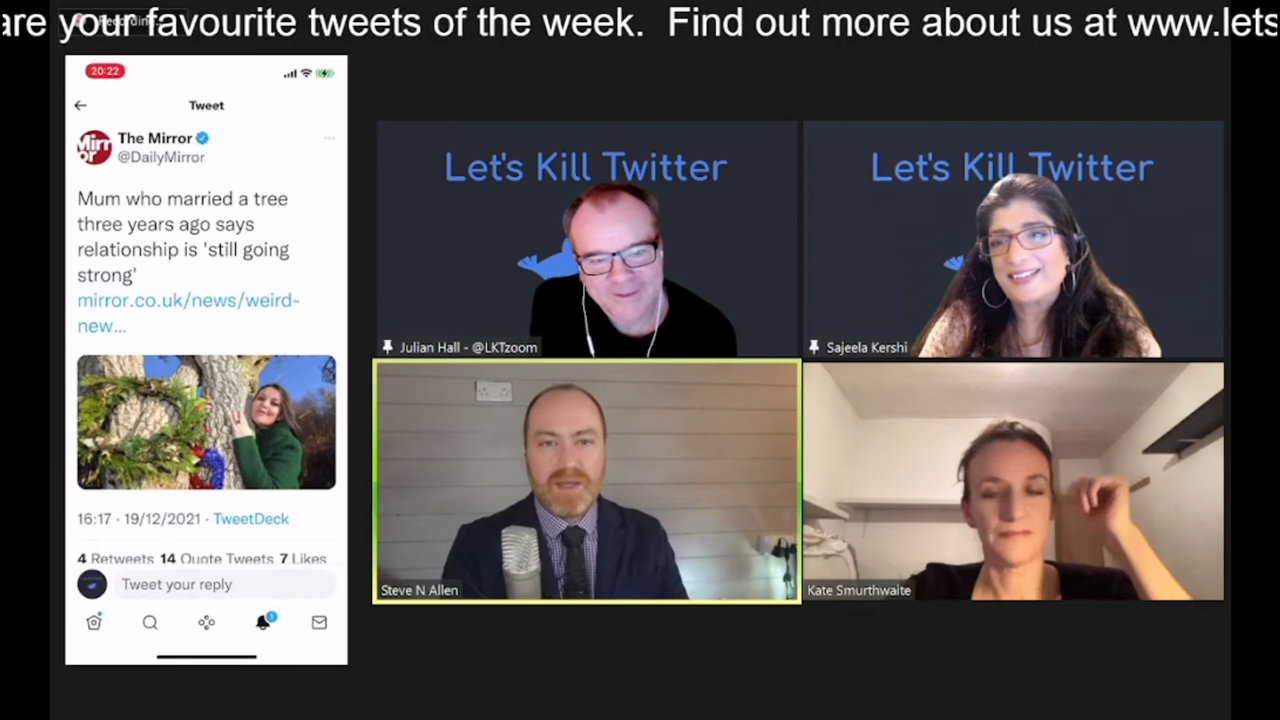 are your favourite tweets of the week. Find out more about us at www.lets
Recording
20:22
Tweet
The Mirror
@DailyMirror
Mum who married a tree
three years ago says
relationship is 'still going
strong'
mirror.co.uk/news/weird-
new...
16:17 · 19/12/2021 · TweetDeck
4 Retweets 14 Quote Tweets 7 Likes
Tweet your reply
1
Let's Kill Twitter
Julian Hall - @LKTzoom
Let's Kill Twitter
Sajeela Kershi
Steve N Allen
Kate Smurthwaite